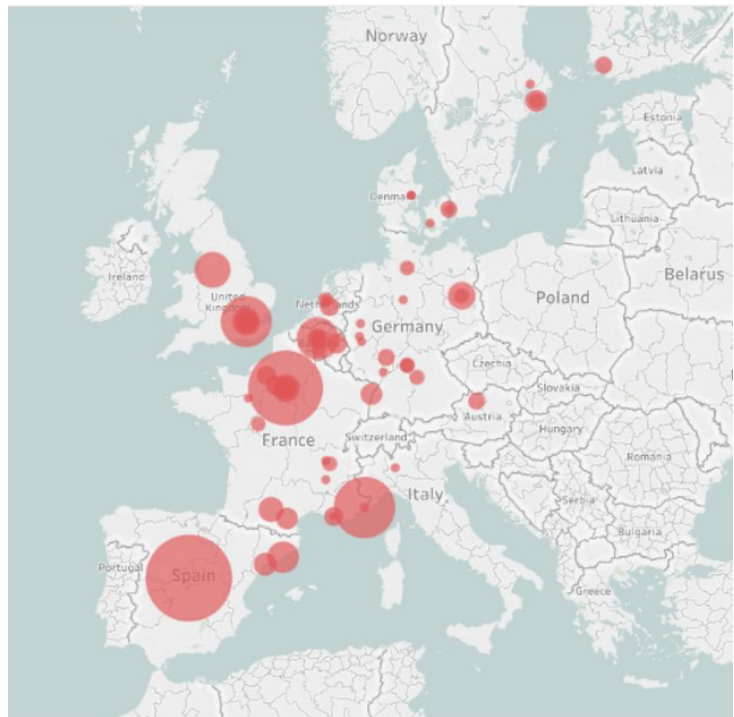 Norway
Estonia
Latvia
Denma
Lithuania
Ireland
United
Kingdom
Netherlands
Belarus
Poland
Germany
Czechia
Slovakia
Austria
France
Switzerland
Hungary
Romania
Italy
Serbia
Bulgaria
Portugal
Spain
Greece